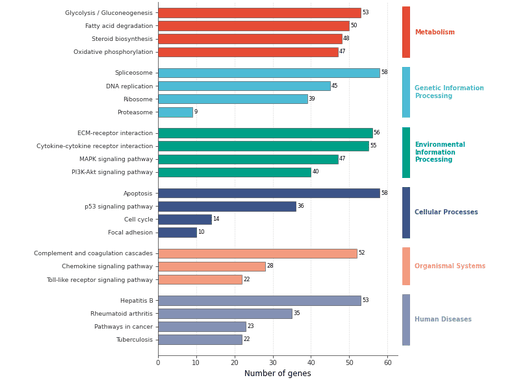 Glycolysis / Gluconeogenesis 53
Fatty acid degradation 50
Steroid biosynthesis 48
Oxidative phosphorylation 47
Metabolism
Spliceosome 58
DNA replication 45
Ribosome 39
Proteasome 9
Genetic Information
Processing
ECM-receptor interaction 56
Cytokine-cytokine receptor interaction 55
MAPK signaling pathway 47
PI3K-Akt signaling pathway 40
Environmental
Information
Processing
Apoptosis 58
p53 signaling pathway 36
Cell cycle 14
Focal adhesion 10
Cellular Processes
Complement and coagulation cascades 52
Chemokine signaling pathway 28
Toll-like receptor signaling pathway 22
Organismal Systems
Hepatitis B 53
Rheumatoid arthritis 35
Pathways in cancer 23
Tuberculosis 22
Human Diseases
0 10 20 30 40 50 60
Number of genes